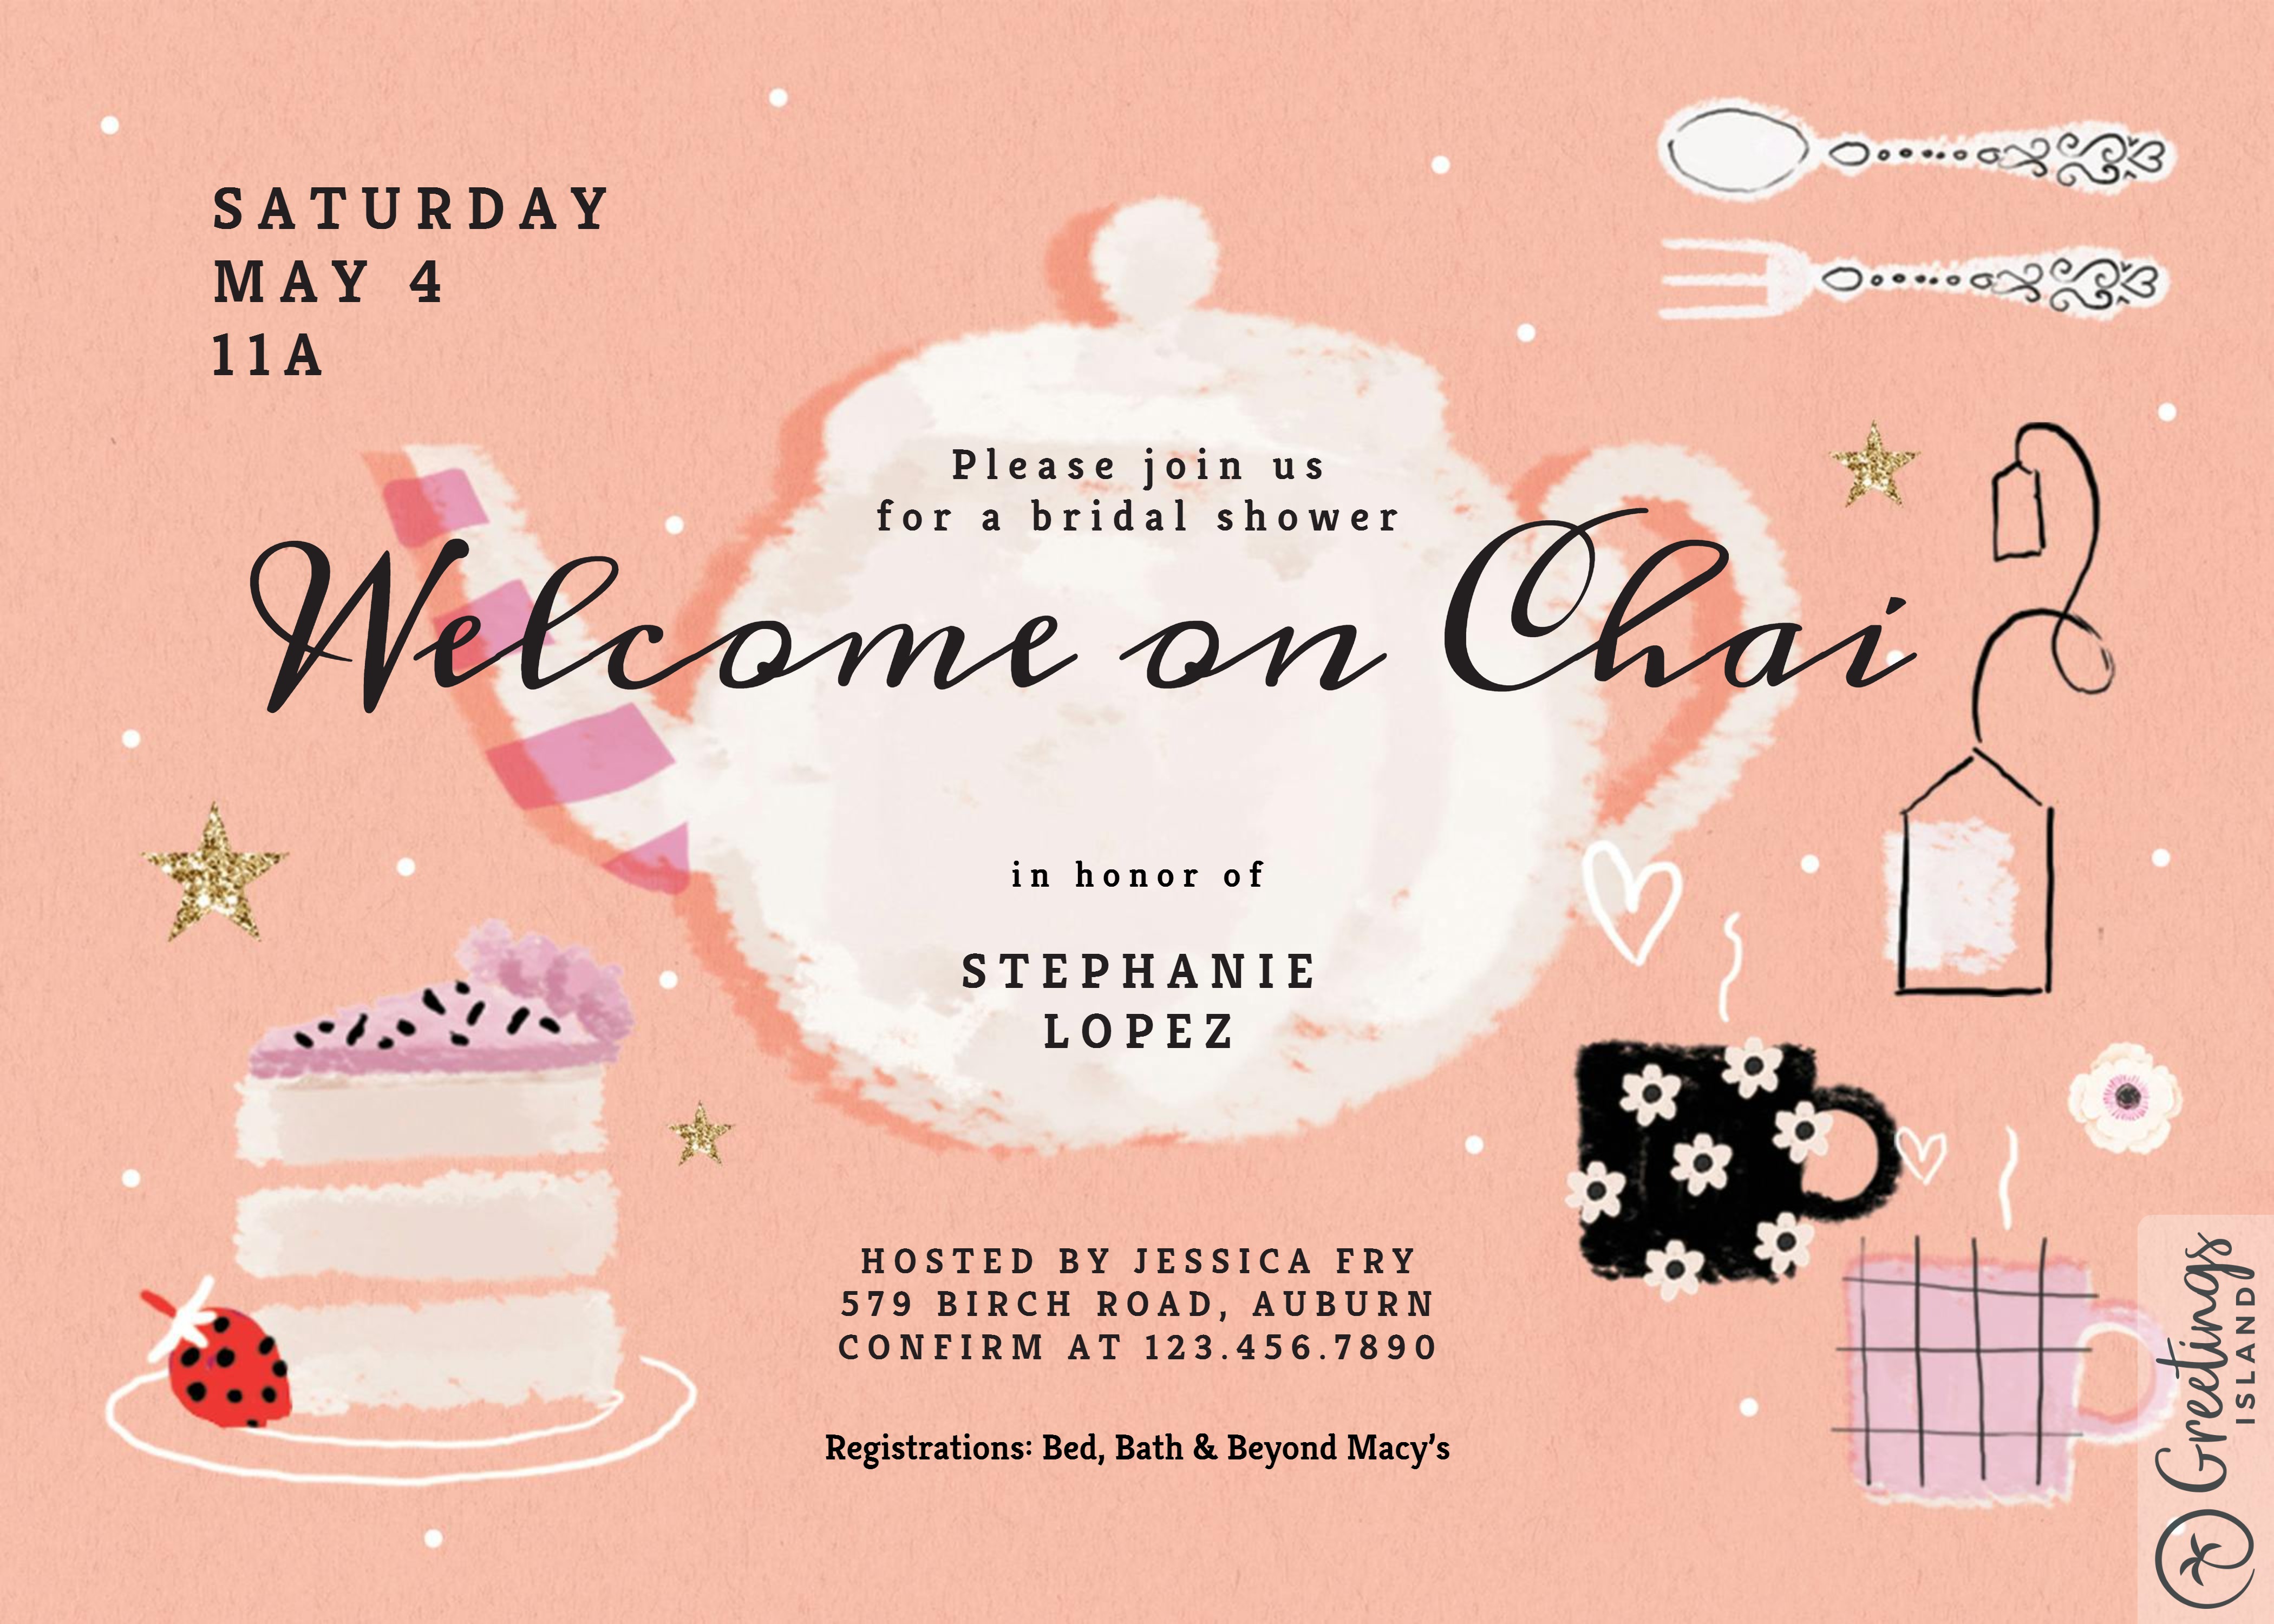 SATURDAY
MAY 4
11A
Please join us
for a bridal shower
Welcome on Chai
in honor of
STEPHANIE
LOPEZ
HOSTED BY JESSICA FRY
579 BIRCH ROAD, AUBURN
CONFIRM AT 123.456.7890
Registrations: Bed, Bath & Beyond Macy's
Greetings
ISLAND